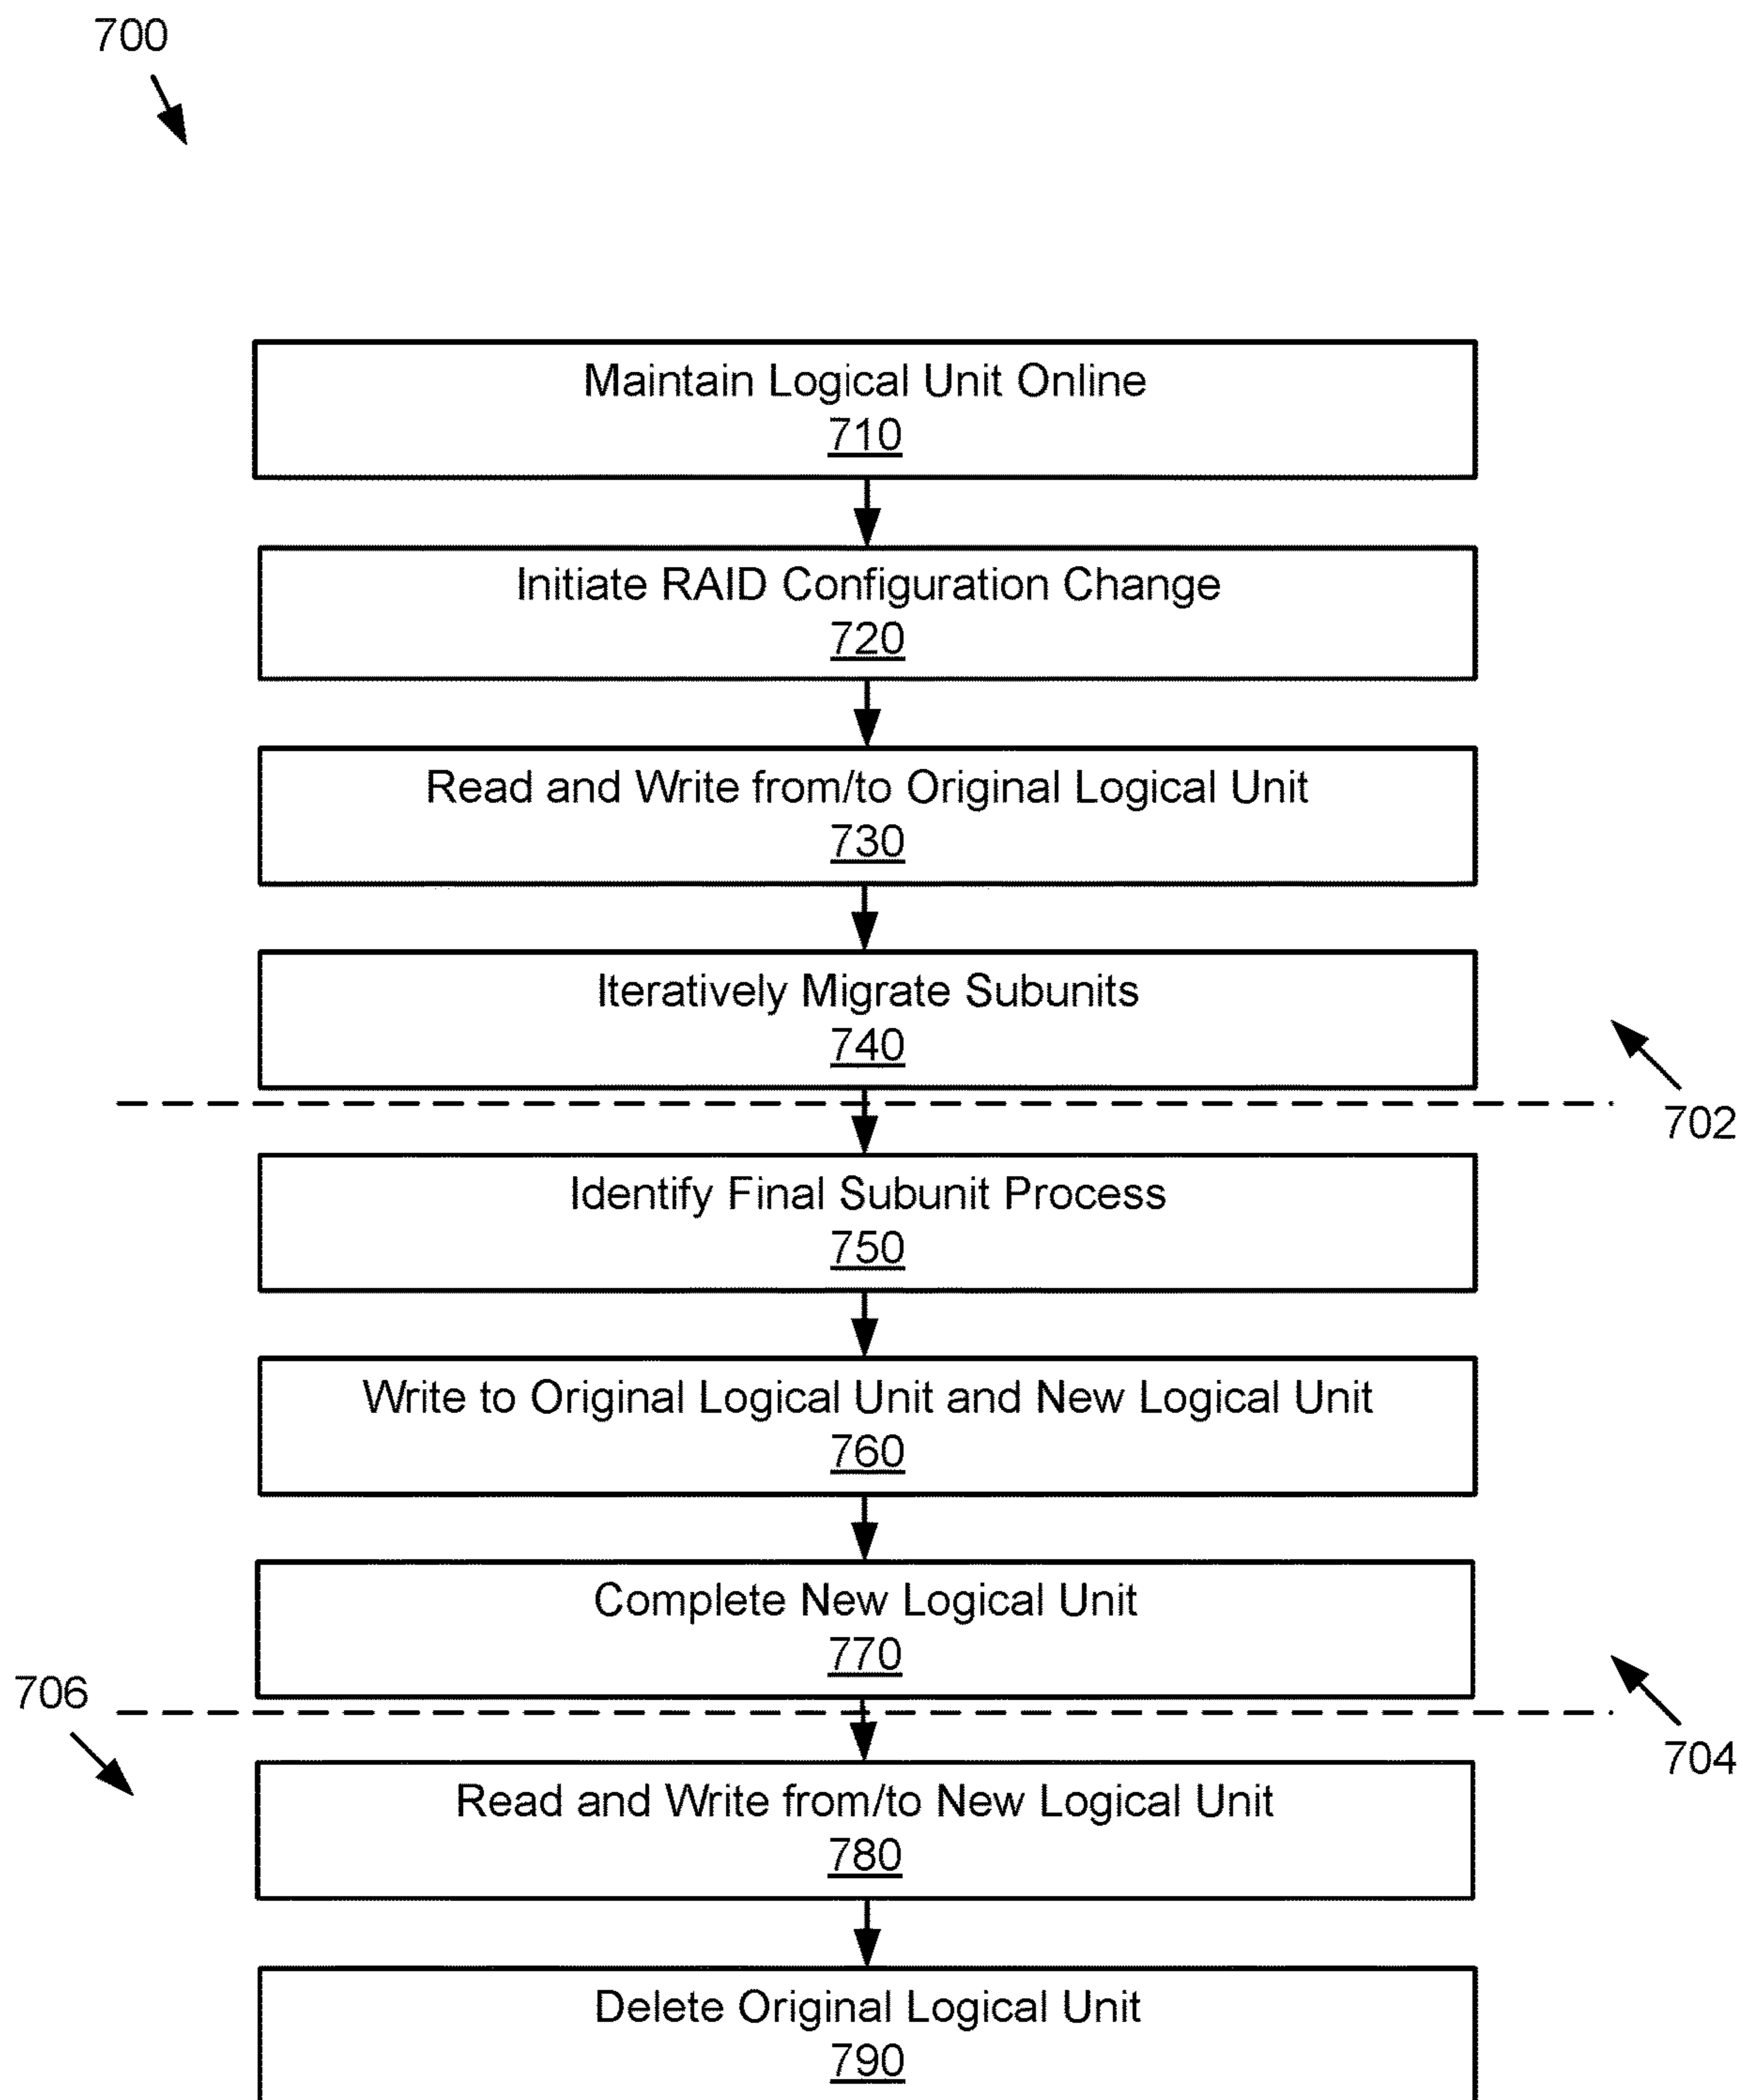 700
Maintain Logical Unit Online
710
Initiate RAID Configuration Change
720
Read and Write from/to Original Logical Unit
730
Iteratively Migrate Subunits
740
702
Identify Final Subunit Process
750
Write to Original Logical Unit and New Logical Unit
760
Complete New Logical Unit
770
706
704
Read and Write from/to New Logical Unit
780
Delete Original Logical Unit
790